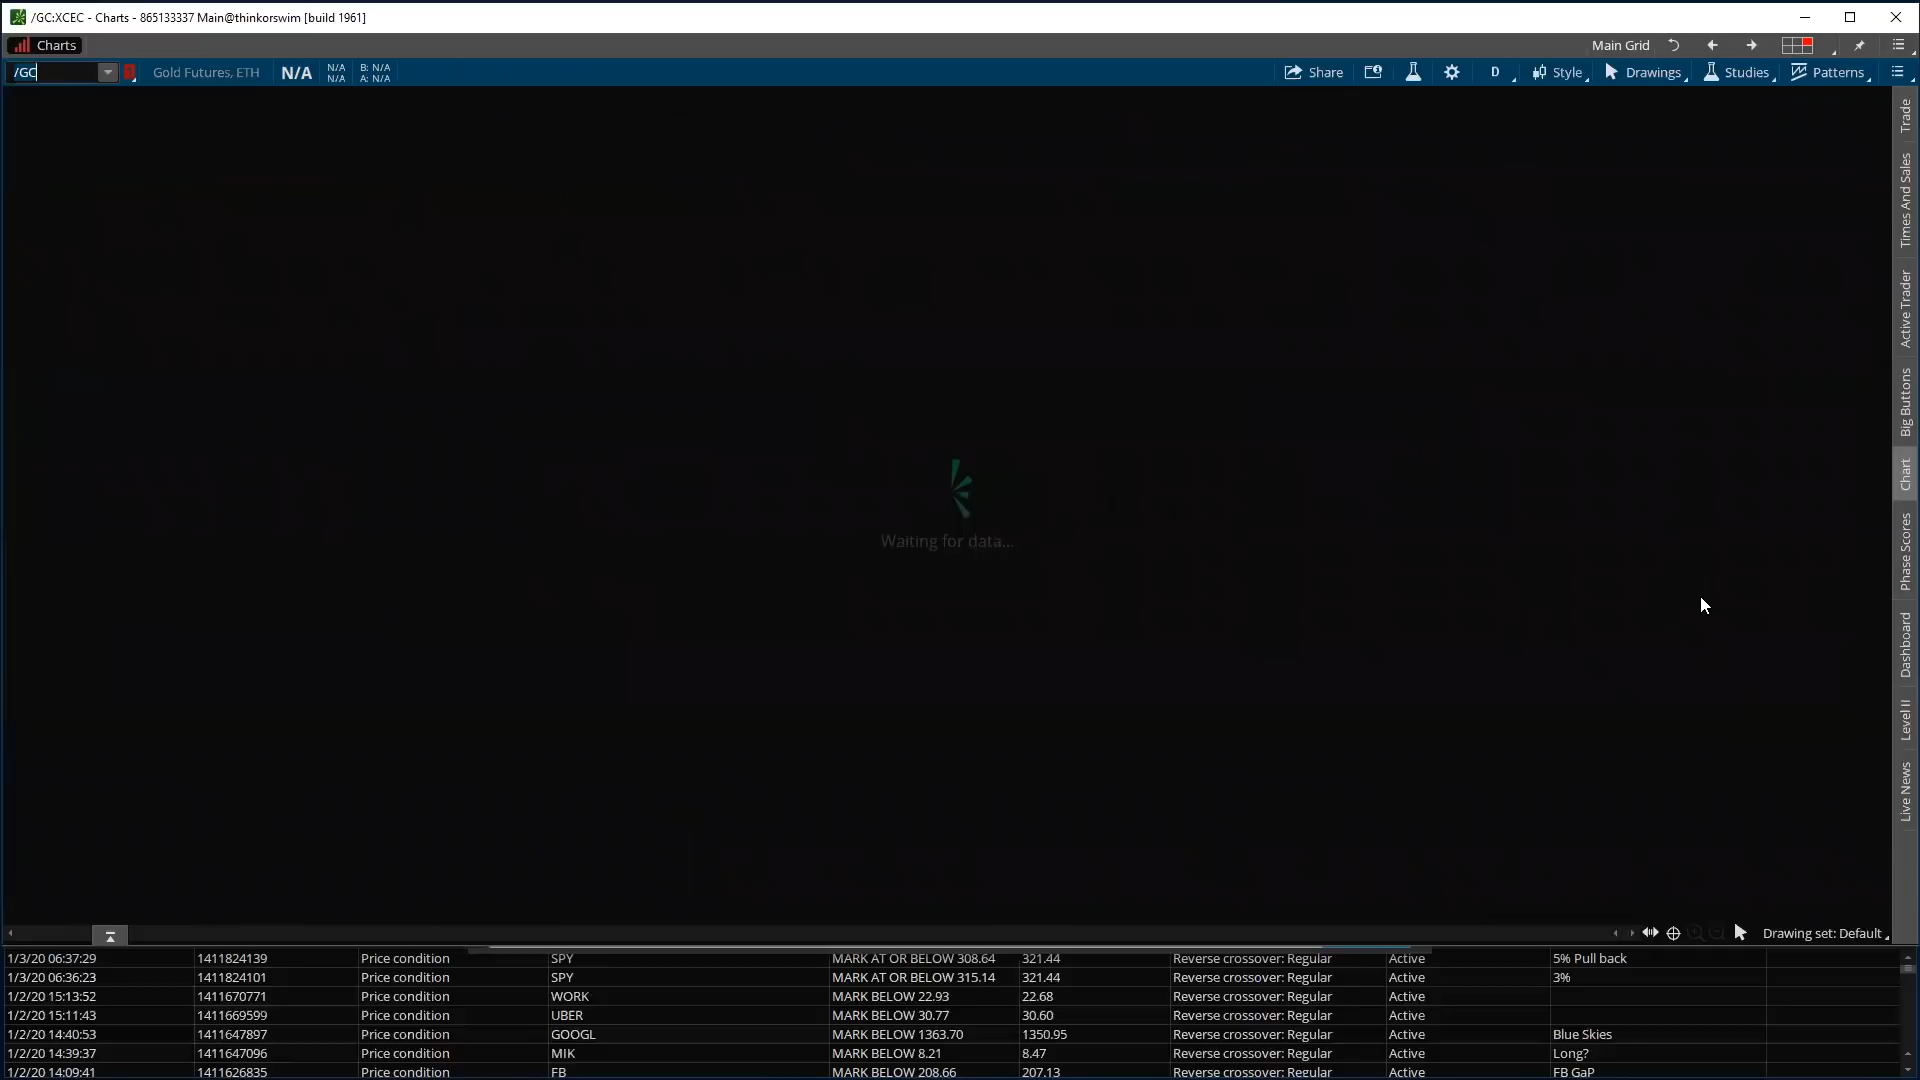 /GC:XCEC - Charts - 865133337 Main@thinkorswim [build 1961]
Charts
Main Grid
/GC
Gold Futures, ETH
N/A
N/A
N/A
B: N/A
A: N/A
Share
D
Style
Drawings
Studies
Patterns
Trade
Times And Sales
Active Trader
Big Buttons
Chart
Phase Scores
Dashboard
Level II
Live News
Waiting for data...
Drawing set: Default
1/3/20 06:37:29 1411824139 Price condition SPY MARK AT OR BELOW 308.64 321.44 Reverse crossover: Regular Active 5% Pull back
1/3/20 06:36:23 1411824101 Price condition SPY MARK AT OR BELOW 315.14 321.44 Reverse crossover: Regular Active 3%
1/2/20 15:13:52 1411670771 Price condition WORK MARK BELOW 22.93 22.68 Reverse crossover: Regular Active
1/2/20 15:11:43 1411669599 Price condition UBER MARK BELOW 30.77 30.60 Reverse crossover: Regular Active
1/2/20 14:40:53 1411647897 Price condition GOOGL MARK BELOW 1363.70 1350.95 Reverse crossover: Regular Active Blue Skies
1/2/20 14:39:37 1411647096 Price condition MIK MARK BELOW 8.21 8.47 Reverse crossover: Regular Active Long?
1/2/20 14:09:41 1411626835 Price condition FB MARK BELOW 208.66 207.13 Reverse crossover: Regular Active FB GaP